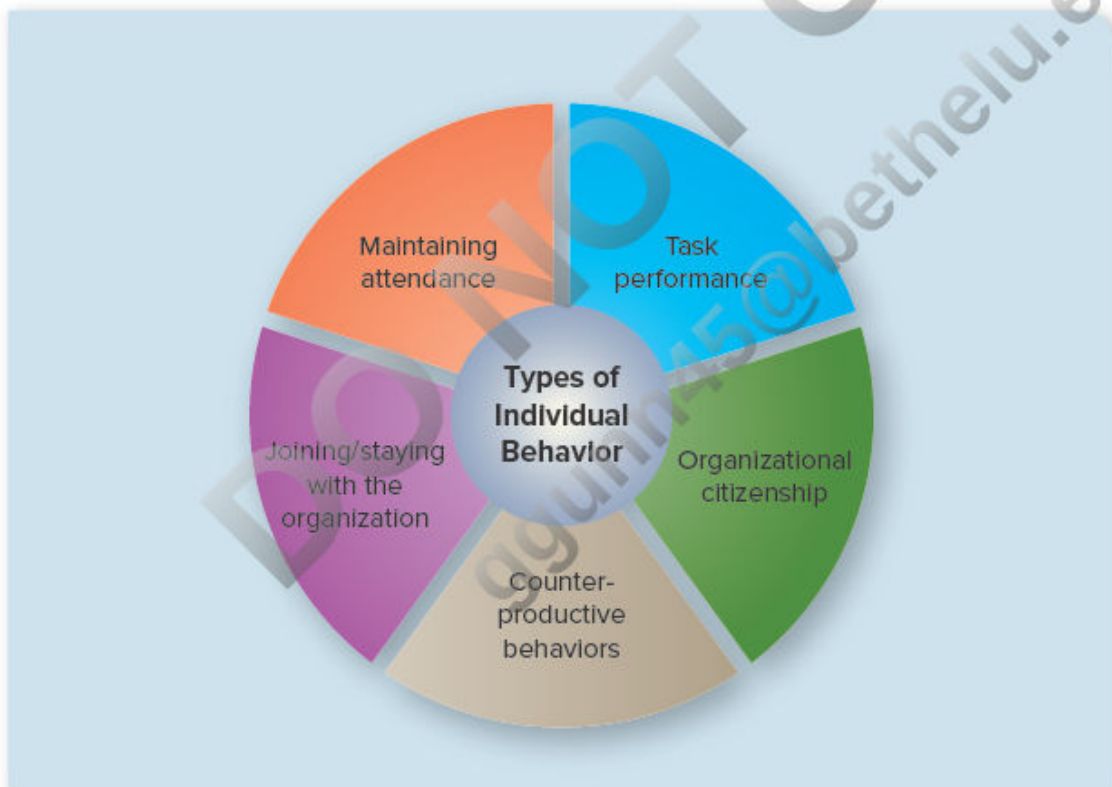 Maintaining
attendance
Task
performance
Types of
Individual
Behavior
Joining/staying
with the
organization
Organizational
citizenship
Counter-
productive
behaviors
DO NOT
ggunn45@bethelu.e